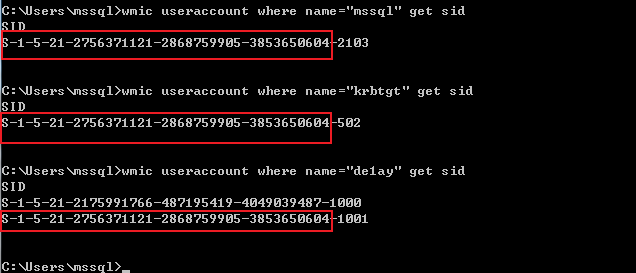 C:\Users\mssql>wmic useraccount where name="mssql" get sid
SID
S-1-5-21-2756371121-2868759905-3853650604-2103
C:\Users\mssql>wmic useraccount where name="krbtgt" get sid
SID
S-1-5-21-2756371121-2868759905-3853650604-502
C:\Users\mssql>wmic useraccount where name="de1ay" get sid
SID
S-1-5-21-2175991766-487195419-4049039487-1000
S-1-5-21-2756371121-2868759905-3853650604-1001
C:\Users\mssql>_